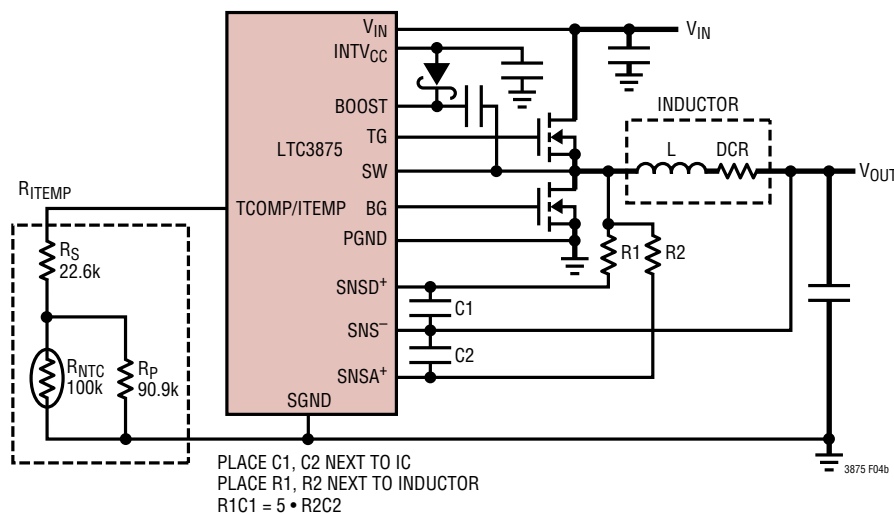 VIN
VIN
INTVCC
INDUCTOR
BOOST
L
DCR
TG
LTC3875
SW
VOUT
RITEMP
TCOMP/ITEMP
BG
RS
22.6k
PGND
R1
R2
SNSD+
C1
SNS–
RNTC
100k
RP
90.9k
C2
SNSA+
SGND
3875 F04b
PLACE C1, C2 NEXT TO IC
PLACE R1, R2 NEXT TO INDUCTOR
R1C1 = 5 • R2C2